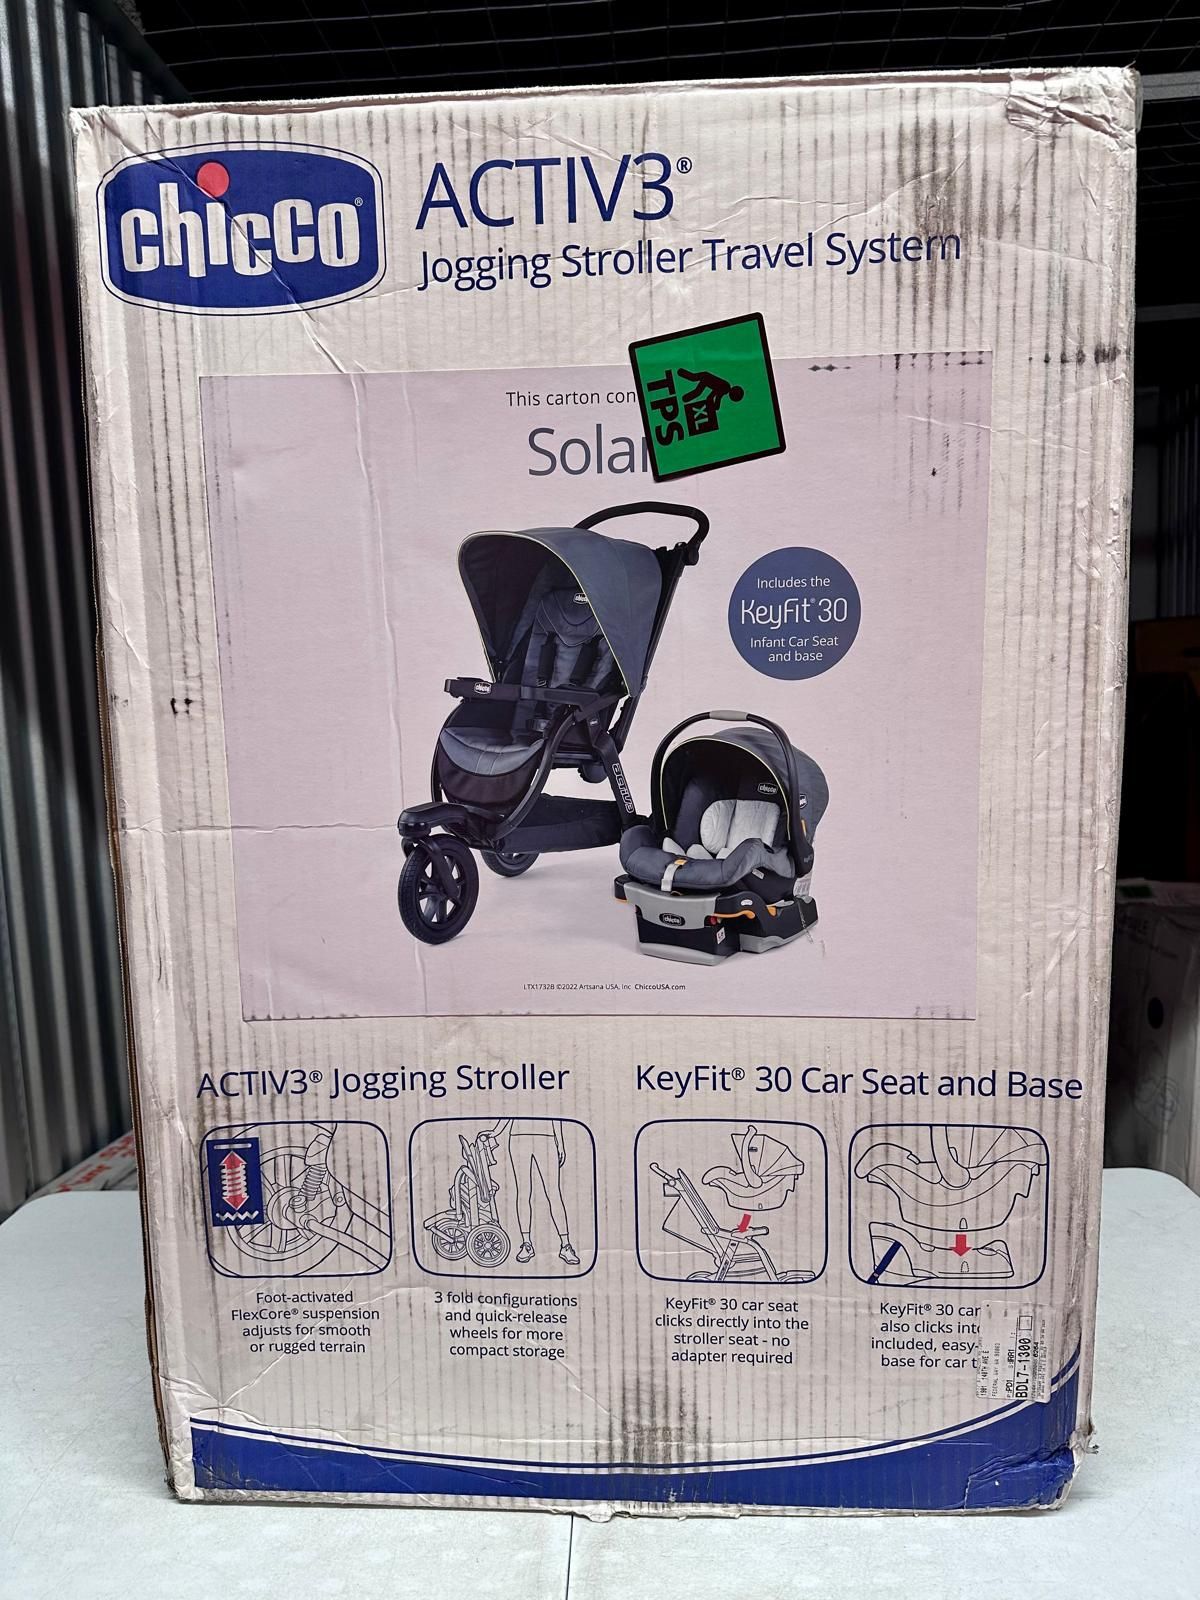 chicco®
ACTIV3®
Jogging Stroller Travel System
This carton con
Solar
TPS
XL
Includes the
KeyFit® 30
Infant Car Seat
and base
chicco
chicco
activ3
chicco
chicco
LTX1732B ©2022 Artsana USA, Inc ChiccoUSA.com
ACTIV3® Jogging Stroller
KeyFit® 30 Car Seat and Base
Foot-activated
FlexCore® suspension
adjusts for smooth
or rugged terrain
3 fold configurations
and quick-release
wheels for more
compact storage
KeyFit® 30 car seat
clicks directly into the
stroller seat - no
adapter required
KeyFit® 30 car
also clicks into
included, easy-
base for car t
BDL7-1300